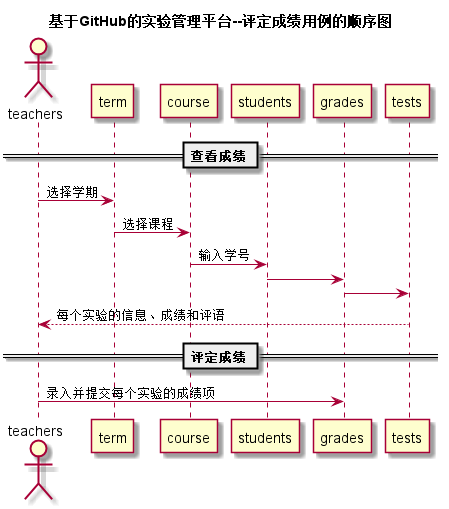 基于GitHub的实验管理平台--评定成绩用例的顺序图
teachers term course students grades tests
查看成绩
选择学期
选择课程
输入学号
每个实验的信息、成绩和评语
评定成绩
录入并提交每个实验的成绩项
teachers term course students grades tests